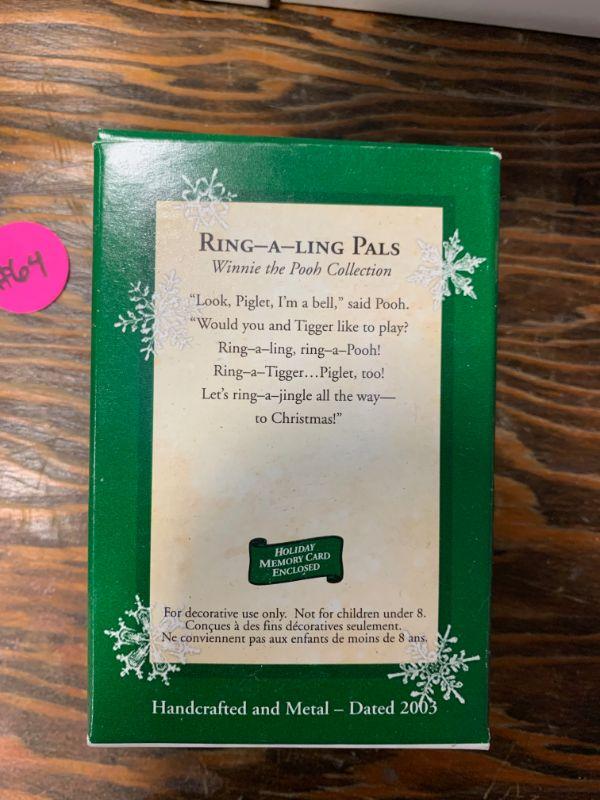 #64
RING–A–LING PALS
Winnie the Pooh Collection
“Look, Piglet, I’m a bell,” said Pooh.
“Would you and Tigger like to play?
Ring–a–ling, ring–a–Pooh!
Ring–a–Tigger…Piglet, too!
Let’s ring–a–jingle all the way—
to Christmas!”
HOLIDAY
MEMORY CARD
ENCLOSED
For decorative use only. Not for children under 8.
Conçues à des fins décoratives seulement.
Ne conviennent pas aux enfants de moins de 8 ans.
Handcrafted and Metal – Dated 2003